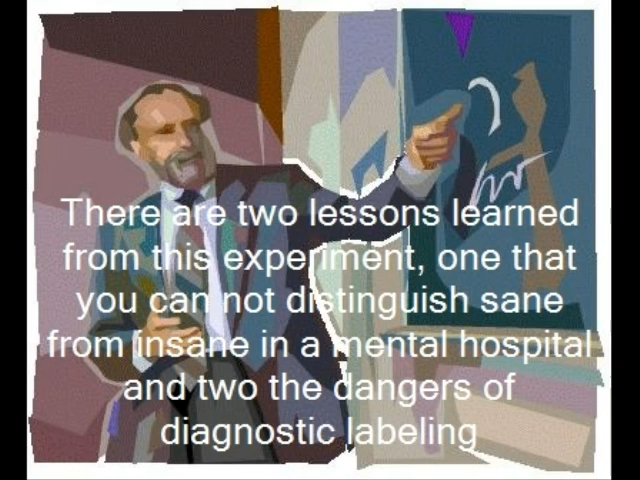 There are two lessons learned
from this experiment, one that
you can not distinguish sane
from insane in a mental hospital
and two the dangers of
diagnostic labeling